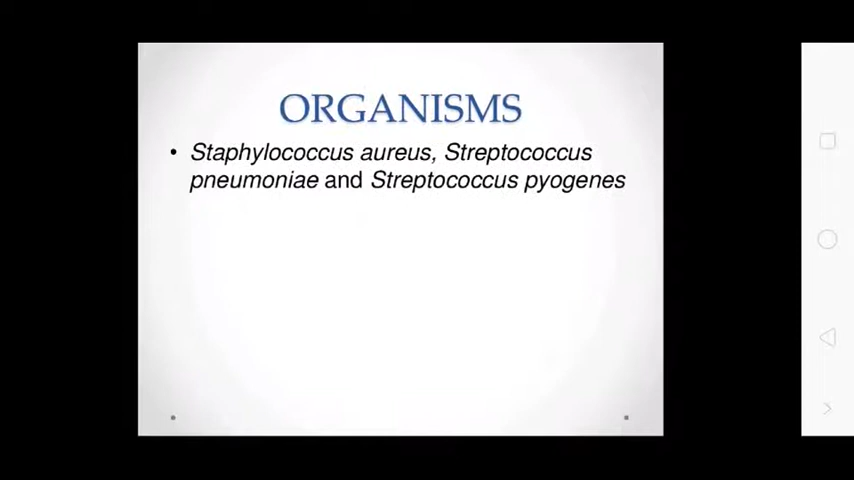 ORGANISMS
• Staphylococcus aureus, Streptococcus
pneumoniae and Streptococcus pyogenes